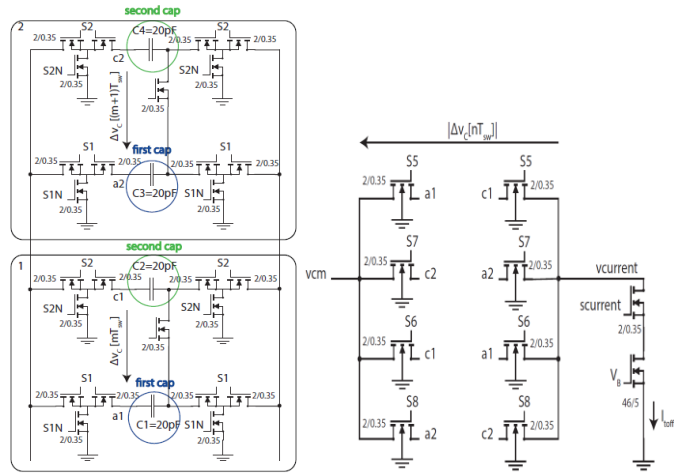 second cap
2
S2
C4=20pF
S2
2/0.35
2/0.35
2/0.35
2/0.35
c2
S2N
S2N
2/0.35
2/0.35
2/0.35
Δv_C [(m+1)T_sw]
first cap
S1
S1
2/0.35
2/0.35
2/0.35
2/0.35
a2
C3=20pF
S1N
S1N
2/0.35
2/0.35
second cap
1
S2
C2=20pF
S2
2/0.35
2/0.35
2/0.35
2/0.35
c1
S2N
S2N
2/0.35
2/0.35
2/0.35
Δv_C [mT_sw]
first cap
S1
S1
2/0.35
2/0.35
2/0.35
2/0.35
a1
C1=20pF
S1N
S1N
2/0.35
2/0.35
|Δv_C[nT_sw]|
S5
S5
2/0.35
2/0.35
a1
c1
S7
S7
2/0.35
2/0.35
vcm
c2
a2
vcurrent
scurrent
2/0.35
S6
S6
2/0.35
2/0.35
c1
a1
V_B
46/5
S8
S8
2/0.35
2/0.35
a2
c2
I_toff